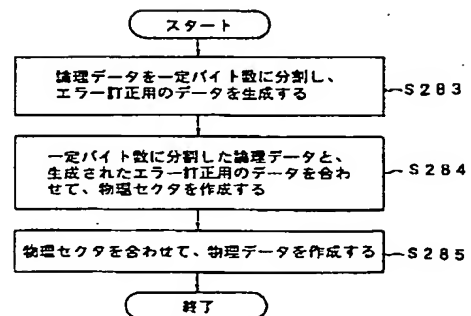 スタート
論理データを一定バイト数に分割し、
エラー訂正用のデータを生成する
S283
一定バイト数に分割した論理データと、
生成されたエラー訂正用のデータを合わ
せて、物理セクタを作成する
S284
物理セクタを合わせて、物理データを作成する
S285
終了